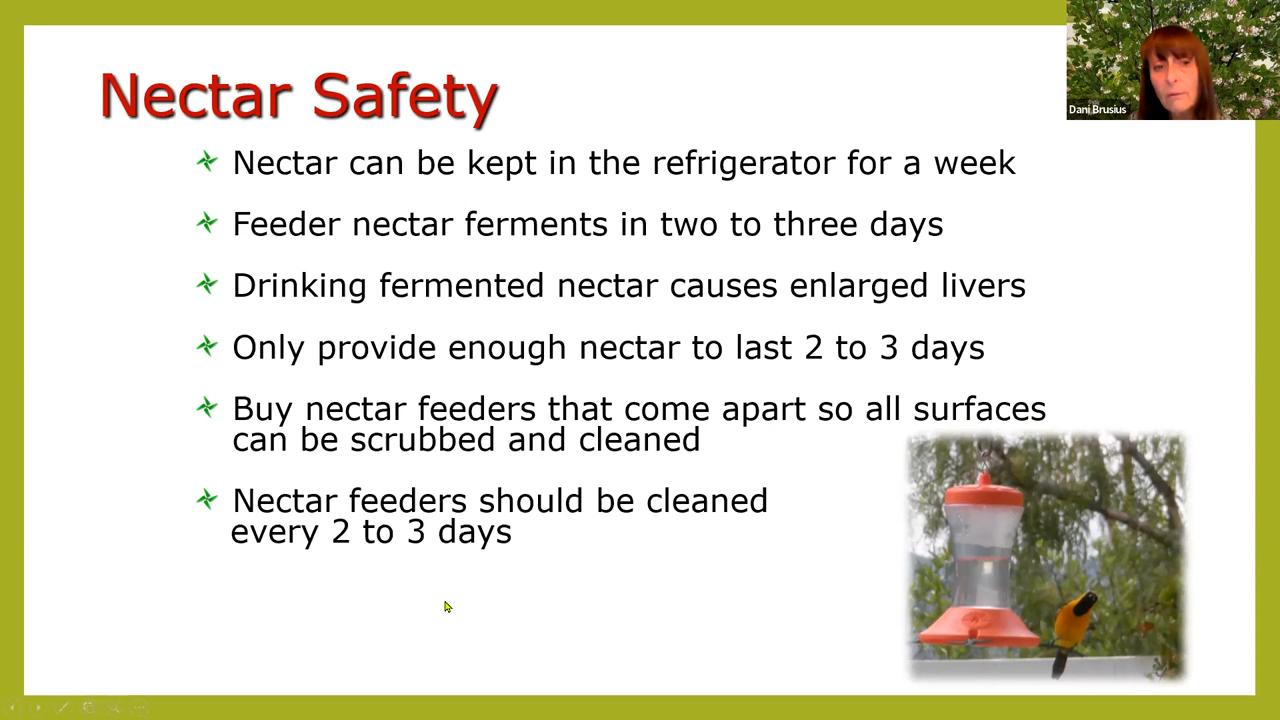 Nectar Safety
Dani Brusius
Nectar can be kept in the refrigerator for a week
Feeder nectar ferments in two to three days
Drinking fermented nectar causes enlarged livers
Only provide enough nectar to last 2 to 3 days
Buy nectar feeders that come apart so all surfaces
can be scrubbed and cleaned
Nectar feeders should be cleaned
every 2 to 3 days